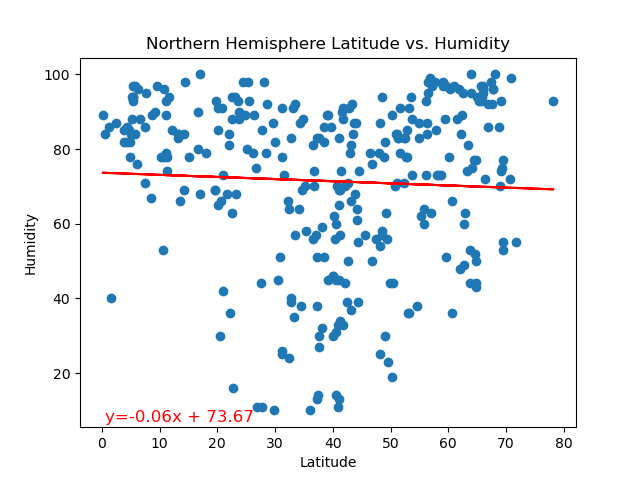 Northern Hemisphere Latitude vs. Humidity
100
80
60
40
20
Humidity
y=-0.06x + 73.67
0 10 20 30 40 50 60 70 80
Latitude